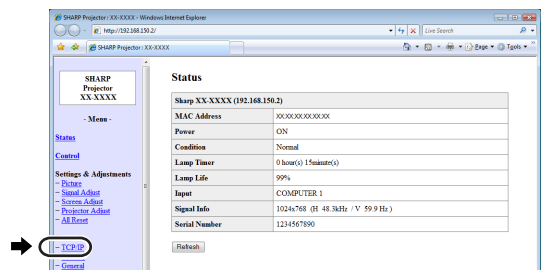 SHARP Projector : XX-XXXX - Windows Internet Explorer
http://192.168.150.2/
Live Search
SHARP Projector : XX-XXXX
Page
Tools
SHARP
Projector
XX-XXXX
- Menu -
Status
Control
Settings & Adjustments
– Picture
– Signal Adjust
– Screen Adjust
– Projector Adjust
– All Reset
– TCP/IP
– General
Status
Sharp XX-XXXX (192.168.150.2)
MAC Address XX:XX:XX:XX:XX:XX
Power ON
Condition Normal
Lamp Timer 0 hour(s) 15minute(s)
Lamp Life 99%
Input COMPUTER 1
Signal Info 1024x768 (H 48.3kHz / V 59.9 Hz )
Serial Number 1234567890
Refresh